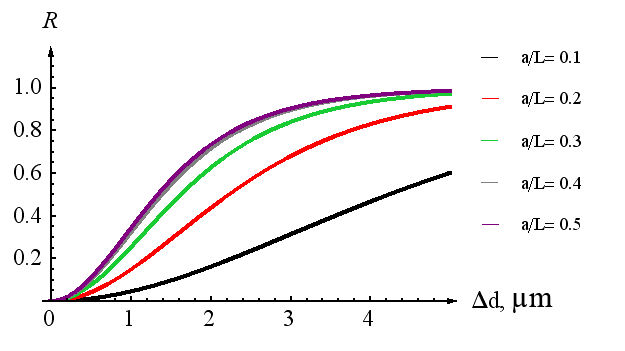 R
1.0
0.8
0.6
0.4
0.2
0 1 2 3 4
Δd, μm
a/L= 0.1
a/L= 0.2
a/L= 0.3
a/L= 0.4
a/L= 0.5